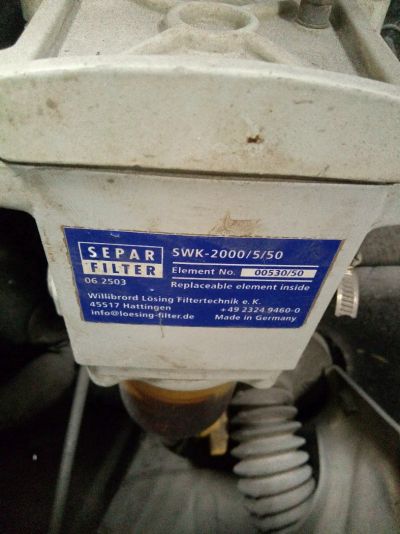 SEPAR
FILTER
SWK-2000/5/50
Element No. 00530/50
06.2503
Replaceable element inside
Willibrord Lösing Filtertechnik e. K.
45517 Hattingen
+49 2324 9460-0
info@loesing-filter.de
Made in Germany